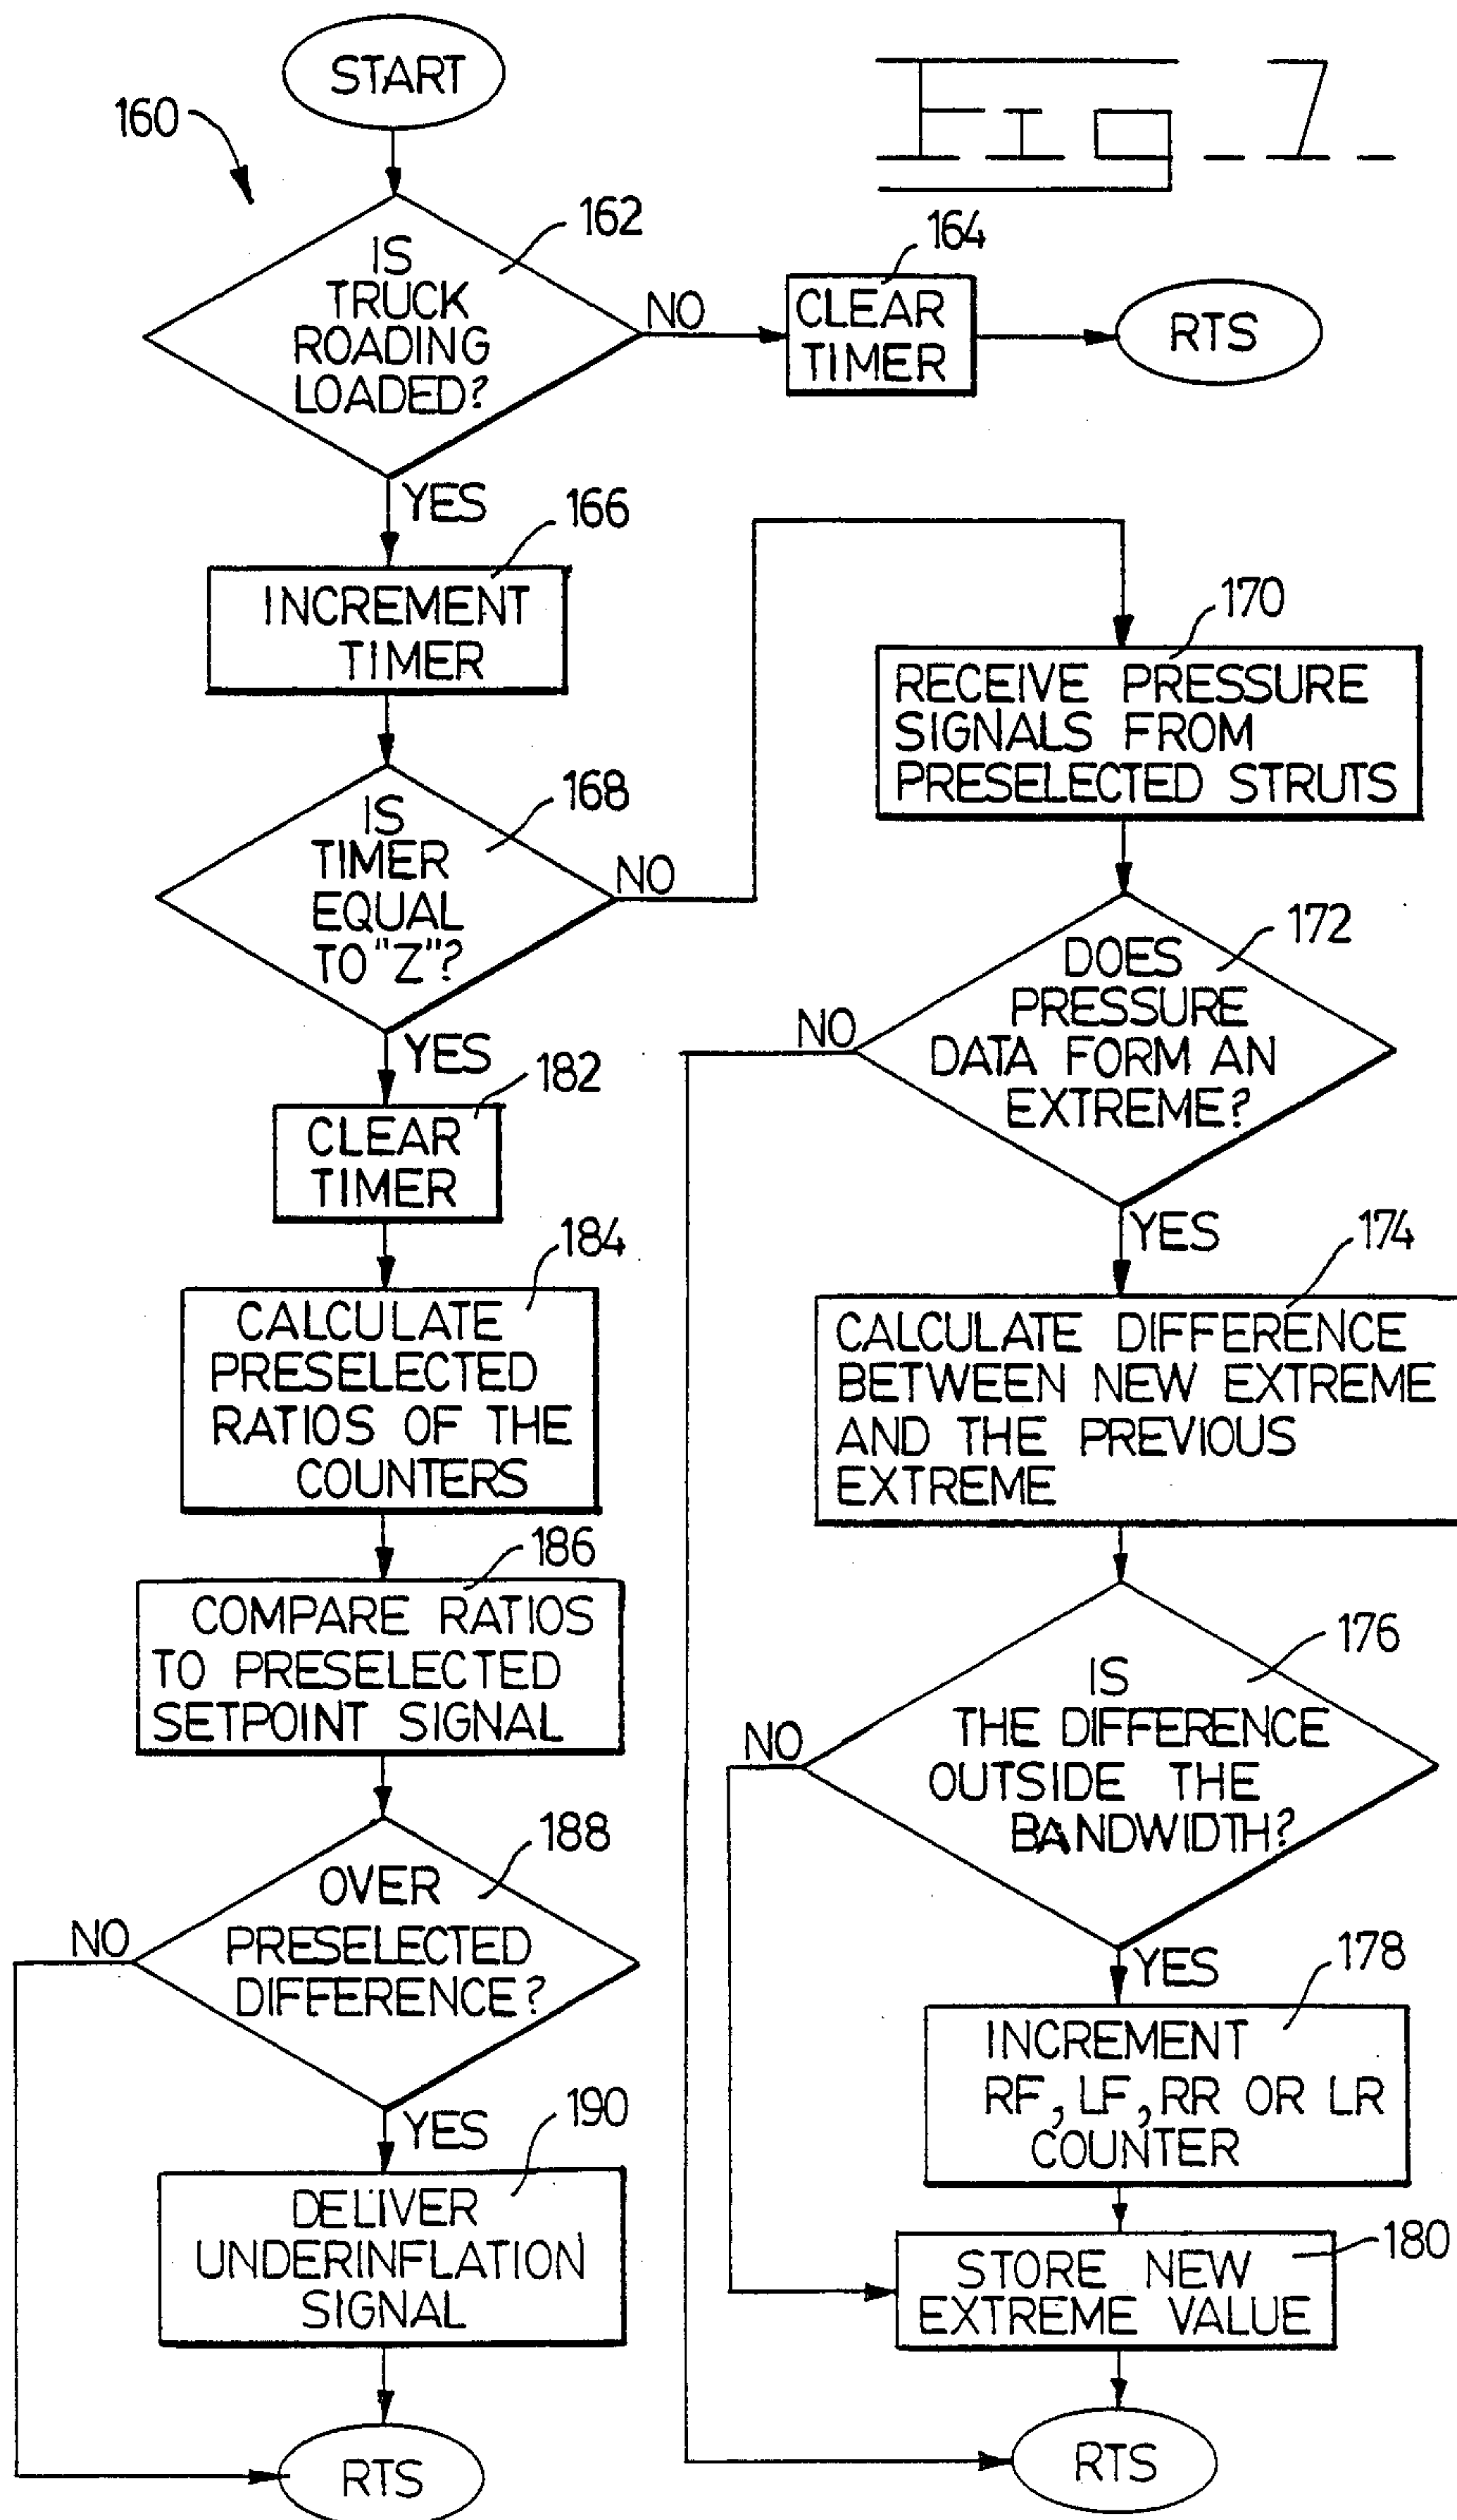 START
Fig-7-
160
162
IS
TRUCK
ROADING
LOADED?
NO
164
CLEAR
TIMER
RTS
YES
166
INCREMENT
TIMER
168
IS
TIMER
EQUAL
TO "Z"?
NO
170
RECEIVE PRESSURE
SIGNALS FROM
PRESELECTED STRUTS
172
DOES
PRESSURE
DATA FORM AN
EXTREME?
NO
YES
174
CALCULATE DIFFERENCE
BETWEEN NEW EXTREME
AND THE PREVIOUS
EXTREME
176
IS
THE DIFFERENCE
OUTSIDE THE
BANDWIDTH?
NO
YES
178
INCREMENT
RF, LF, RR OR LR
COUNTER
180
STORE NEW
EXTREME VALUE
RTS
YES
182
CLEAR
TIMER
184
CALCULATE
PRESELECTED
RATIOS OF THE
COUNTERS
186
COMPARE RATIOS
TO PRESELECTED
SETPOINT SIGNAL
188
OVER
PRESELECTED
DIFFERENCE?
NO
YES
190
DELIVER
UNDERINFLATION
SIGNAL
RTS